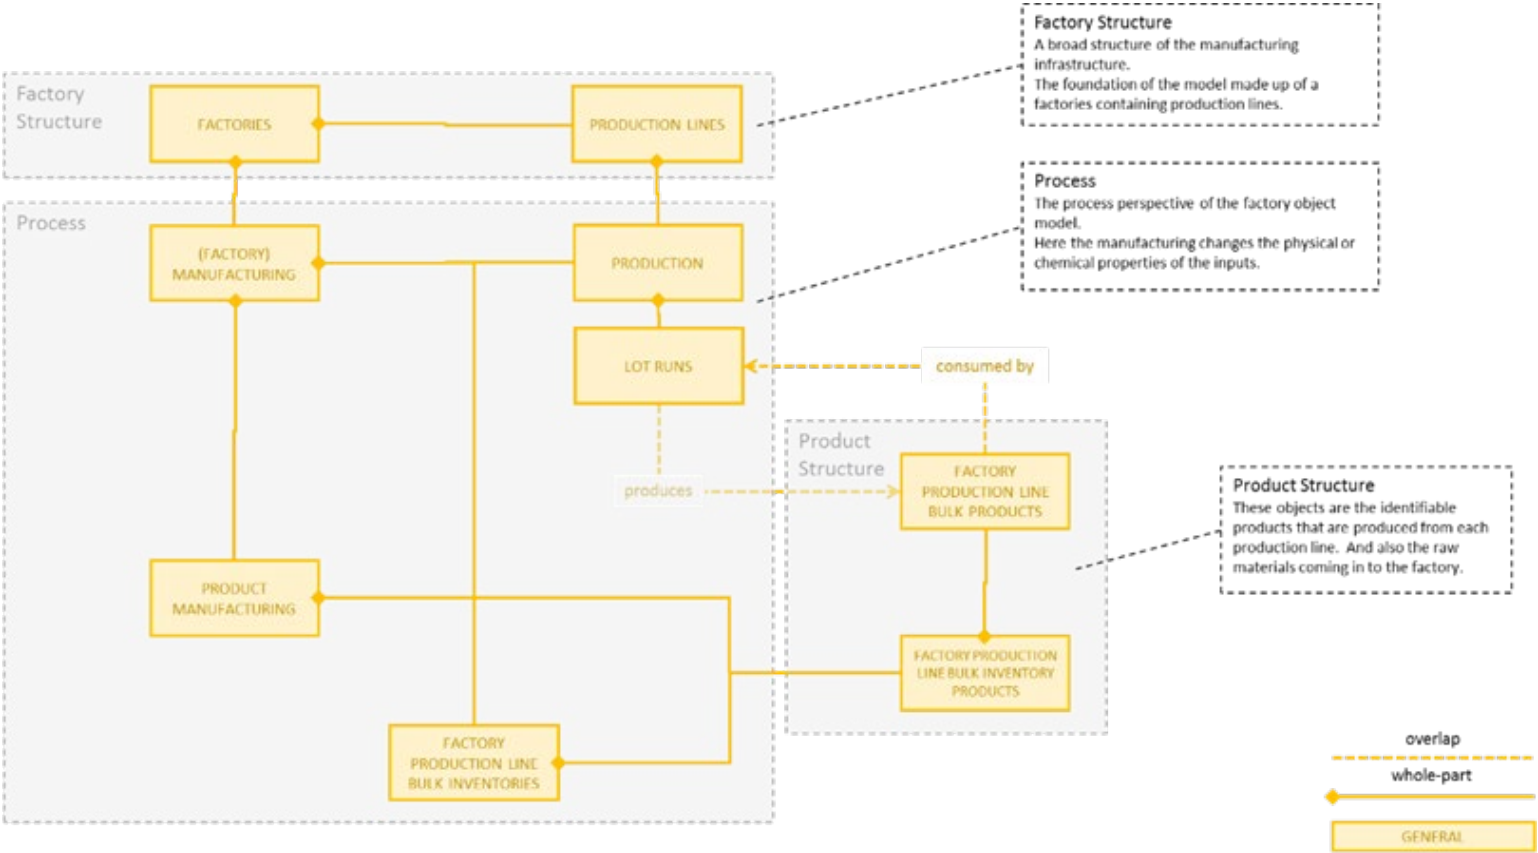 Factory Structure
A broad structure of the manufacturing
infrastructure.
The foundation of the model made up of a
factories containing production lines.
Factory
Structure
FACTORIES
PRODUCTION LINES
Process
The process perspective of the factory object
model.
Here the manufacturing changes the physical or
chemical properties of the inputs.
Process
(FACTORY)
MANUFACTURING
PRODUCTION
LOT RUNS
consumed by
produces
Product
Structure
FACTORY
PRODUCTION LINE
BULK PRODUCTS
Product Structure
These objects are the identifiable
products that are produced from each
production line. And also the raw
materials coming in to the factory.
PRODUCT
MANUFACTURING
FACTORY PRODUCTION
LINE BULK INVENTORY
PRODUCTS
FACTORY
PRODUCTION LINE
BULK INVENTORIES
overlap
whole-part
GENERAL